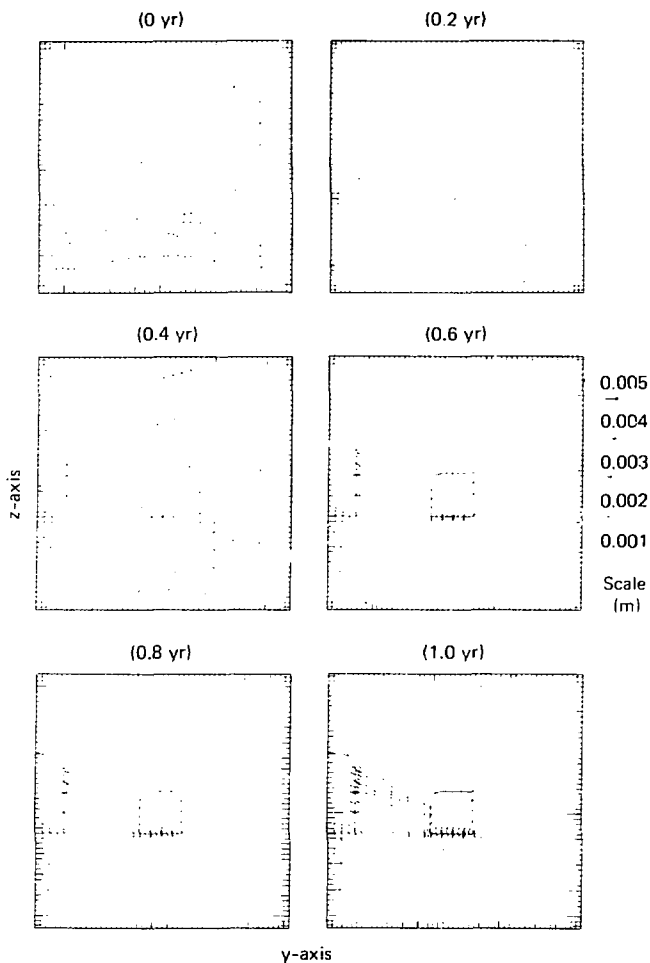 (0 yr)
(0.2 yr)
(0.4 yr)
(0.6 yr)
0.005
0.004
0.003
0.002
0.001
Scale
(m)
z-axis
(0.8 yr)
(1.0 yr)
y-axis